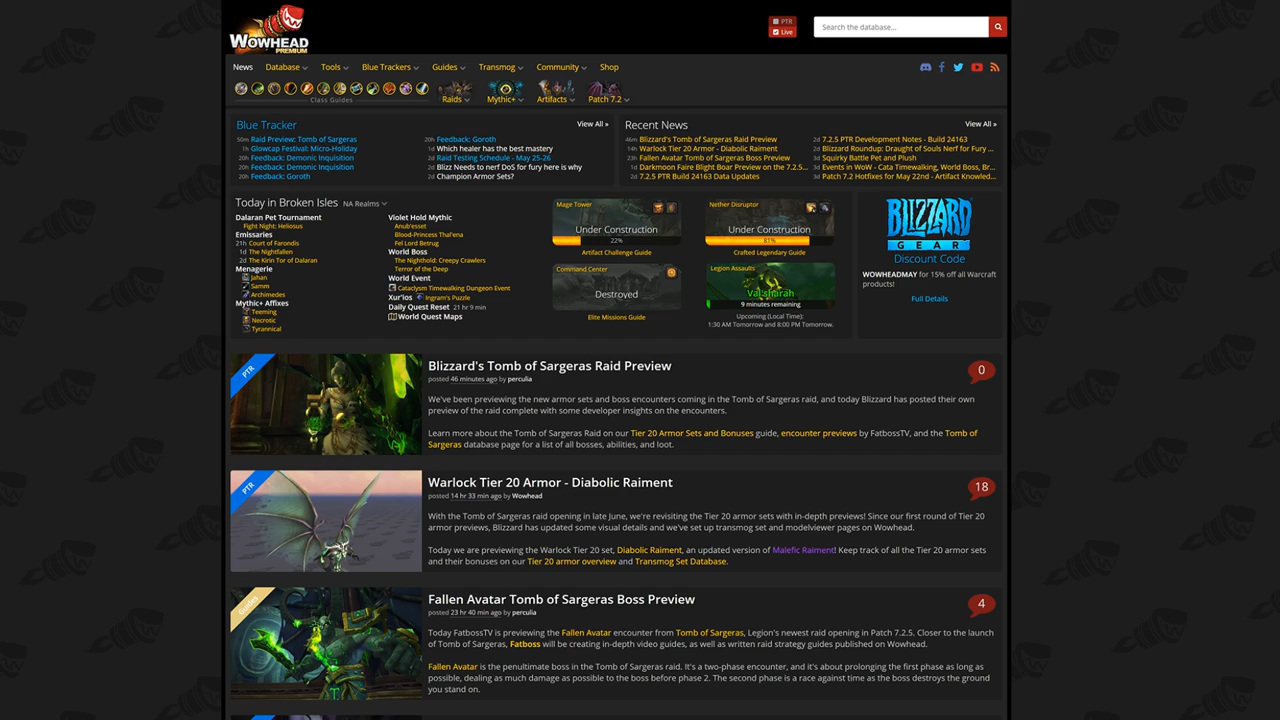 WOWHEAD
PREMIUM
PTR
Live
Search the database...
News
Database
Tools
Blue Trackers
Guides
Transmog
Community
Shop
Class Guides
Raids
Mythic+
Artifacts
Patch 7.2
Blue Tracker
View All »
50m Raid Preview: Tomb of Sargeras
1h Glowcap Festival: Micro-Holiday
20h Feedback: Demonic Inquisition
20h Feedback: Demonic Inquisition
20h Feedback: Goroth
20h Feedback: Goroth
1d Which healer has the best mastery
2d Raid Testing Schedule - May 25-26
2d Blizz Needs to nerf DoS for fury here is why
2d Champion Armor Sets?
Recent News
View All »
46m Blizzard's Tomb of Sargeras Raid Preview
14h Warlock Tier 20 Armor - Diabolic Raiment
23h Fallen Avatar Tomb of Sargeras Boss Preview
1d Darkmoon Faire Blight Boar Preview on the 7.2.5...
2d 7.2.5 PTR Build 24163 Data Updates
2d 7.2.5 PTR Development Notes - Build 24163
2d Blizzard Roundup: Draught of Souls Nerf for Fury ...
3d Squirky Battle Pet and Plush
3d Events in WoW - Cata Timewalking, World Boss, Br...
3d Patch 7.2 Hotfixes for May 22nd - Artifact Knowled...
Today in Broken Isles NA Realms
Dalaran Pet Tournament
Fight Night: Heliosus
Emissaries
21h Court of Farondis
1d The Nightfallen
2d The Kirin Tor of Dalaran
Menagerie
Jahan
Samm
Archimedes
Mythic+ Affixes
Teeming
Necrotic
Tyrannical
Violet Hold Mythic
Anub'esset
Blood-Princess Thal'ena
Fel Lord Betrug
World Boss
The Nighthold: Creepy Crawlers
Terror of the Deep
World Event
Cataclysm Timewalking Dungeon Event
Xur'ios Ingram's Puzzle
Daily Quest Reset 21 hr 9 min
World Quest Maps
Mage Tower
Under Construction
22%
Artifact Challenge Guide
Nether Disruptor
Under Construction
81%
Crafted Legendary Guide
Command Center
Destroyed
Elite Missions Guide
Legion Assaults
Val'sharah
9 minutes remaining
Upcoming (Local Time):
1:30 AM Tomorrow and 8:00 PM Tomorrow.
BLIZZARD
GEAR
Discount Code
WOWHEADMAY for 15% off all Warcraft
products!
Full Details
PTR
Blizzard's Tomb of Sargeras Raid Preview
0
posted 46 minutes ago by perculia
We've been previewing the new armor sets and boss encounters coming in the Tomb of Sargeras raid, and today Blizzard has posted their own
preview of the raid complete with some developer insights on the encounters.
Learn more about the Tomb of Sargeras Raid on our Tier 20 Armor Sets and Bonuses guide, encounter previews by FatbossTV, and the Tomb of
Sargeras database page for a list of all bosses, abilities, and loot.
PTR
Warlock Tier 20 Armor - Diabolic Raiment
18
posted 14 hr 33 min ago by Wowhead
With the Tomb of Sargeras raid opening in late June, we're revisiting the Tier 20 armor sets with in-depth previews! Since our first round of Tier 20
armor previews, Blizzard has updated some visual details and we've set up transmog set and modelviewer pages on Wowhead.
Today we are previewing the Warlock Tier 20 set, Diabolic Raiment, an updated version of Malefic Raiment! Keep track of all the Tier 20 armor sets
and their bonuses on our Tier 20 armor overview and Transmog Set Database.
Guides
Fallen Avatar Tomb of Sargeras Boss Preview
4
posted 23 hr 40 min ago by perculia
Today FatbossTV is previewing the Fallen Avatar encounter from Tomb of Sargeras, Legion's newest raid opening in Patch 7.2.5. Closer to the launch
of Tomb of Sargeras, Fatboss will be creating in-depth video guides, as well as written raid strategy guides published on Wowhead.
Fallen Avatar is the penultimate boss in the Tomb of Sargeras raid. It's a two-phase encounter, and it's about prolonging the first phase as long as
possible, dealing as much damage as possible to the boss before phase 2. The second phase is a race against time as the boss destroys the ground
you stand on.